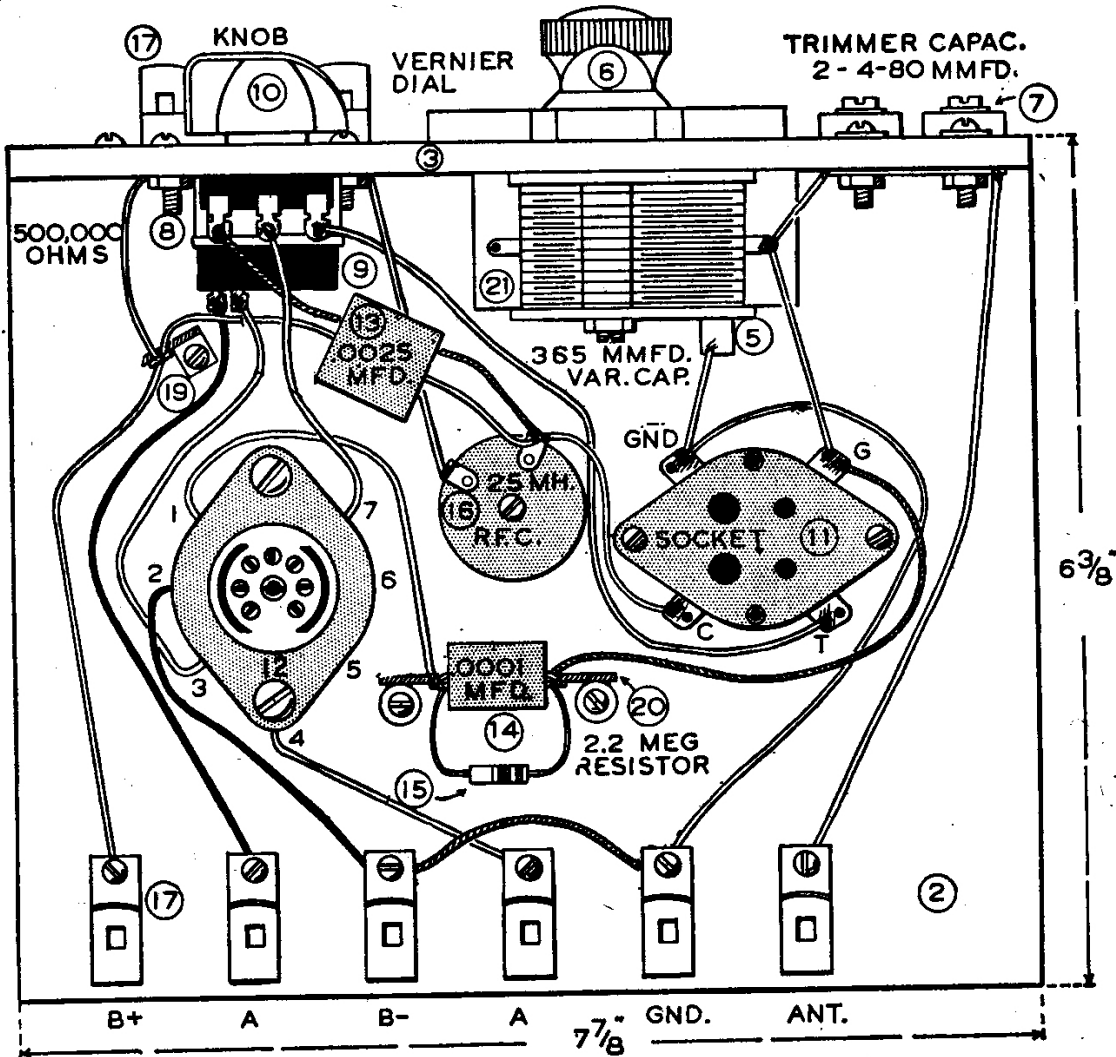 17
KNOB
VERNIER
DIAL
6
TRIMMER CAPAC.
2 - 4-80 MMFD.
7
10
3
500,000
OHMS
8
9
21
13
.0025
MFD.
5
365 MMFD.
VAR. CAP.
19
GND
G
16
2.5 MH.
R.F.C.
SOCKET
11
1
7
2
6
3
5
12
4
C
T
6 3/8"
.0001
MFD.
20
14
2.2 MEG
RESISTOR
15
17
2
B+
A
B-
A
GND.
ANT.
7 7/8"